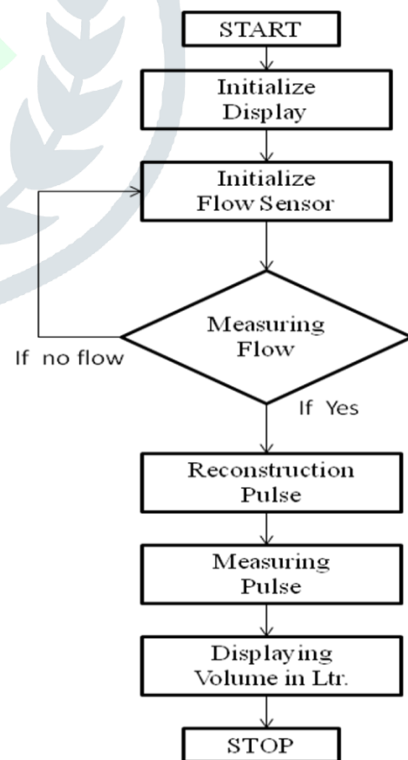 START
Initialize
Display
Initialize
Flow Sensor
Measuring
Flow
If no flow
If Yes
Reconstruction
Pulse
Measuring
Pulse
Displaying
Volume in Ltr.
STOP